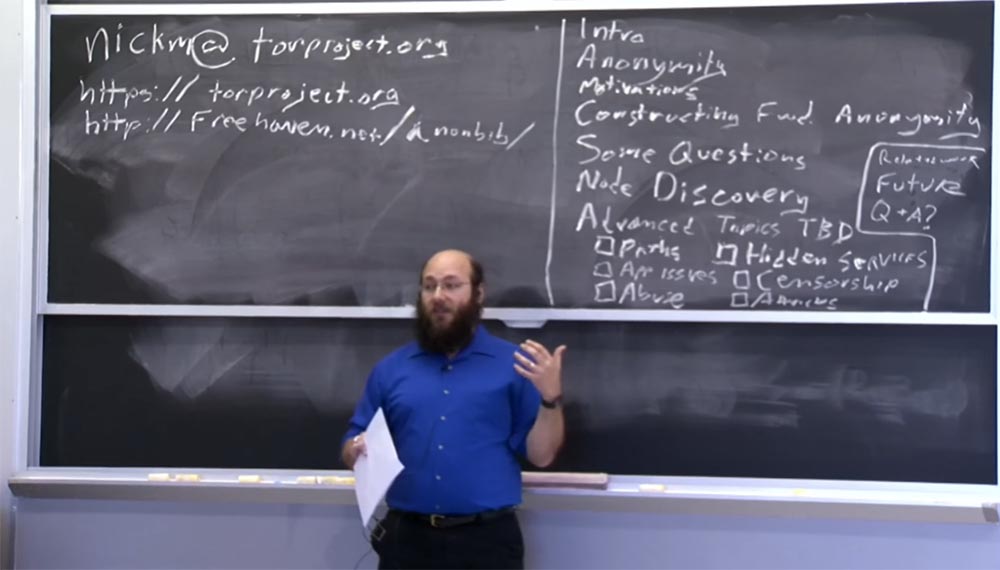 nickm@torproject.org
https://torproject.org
http://Freehaven.net/anonbib/
Intro
Anonymity
Motivations
Constructing Fwd Anonymity
Some Questions
Node Discovery
Advanced Topics TBD
Paths
App issues
Abuse
Hidden SERVICES
Censorship
Attacks
Related work
FUTURE
Q+A?